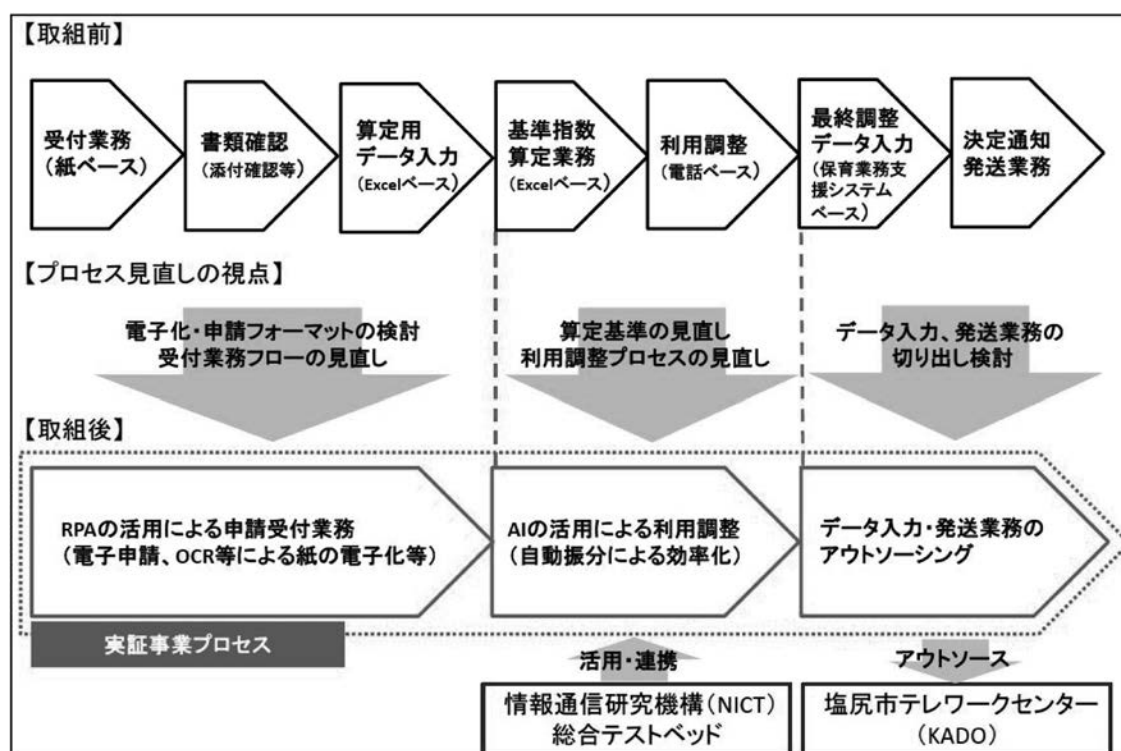 【取組前】
受付業務
(紙ベース)
書類確認
(添付確認等)
算定用
データ入力
(Excelベース)
基準指数
算定業務
(Excelベース)
利用調整
(電話ベース)
最終調整
データ入力
(保育業務支
援システム
ベース)
決定通知
発送業務
【プロセス見直しの視点】
電子化・申請フォーマットの検討
受付業務フローの見直し
算定基準の見直し
利用調整プロセスの見直し
データ入力、発送業務の
切り出し検討
【取組後】
RPAの活用による申請受付業務
(電子申請、OCR等による紙の電子化等)
AIの活用による利用調整
(自動振分による効率化)
データ入力・発送業務の
アウトソーシング
実証事業プロセス
活用・連携
アウトソース
情報通信研究機構(NICT)
総合テストベッド
塩尻市テレワークセンター
(KADO)